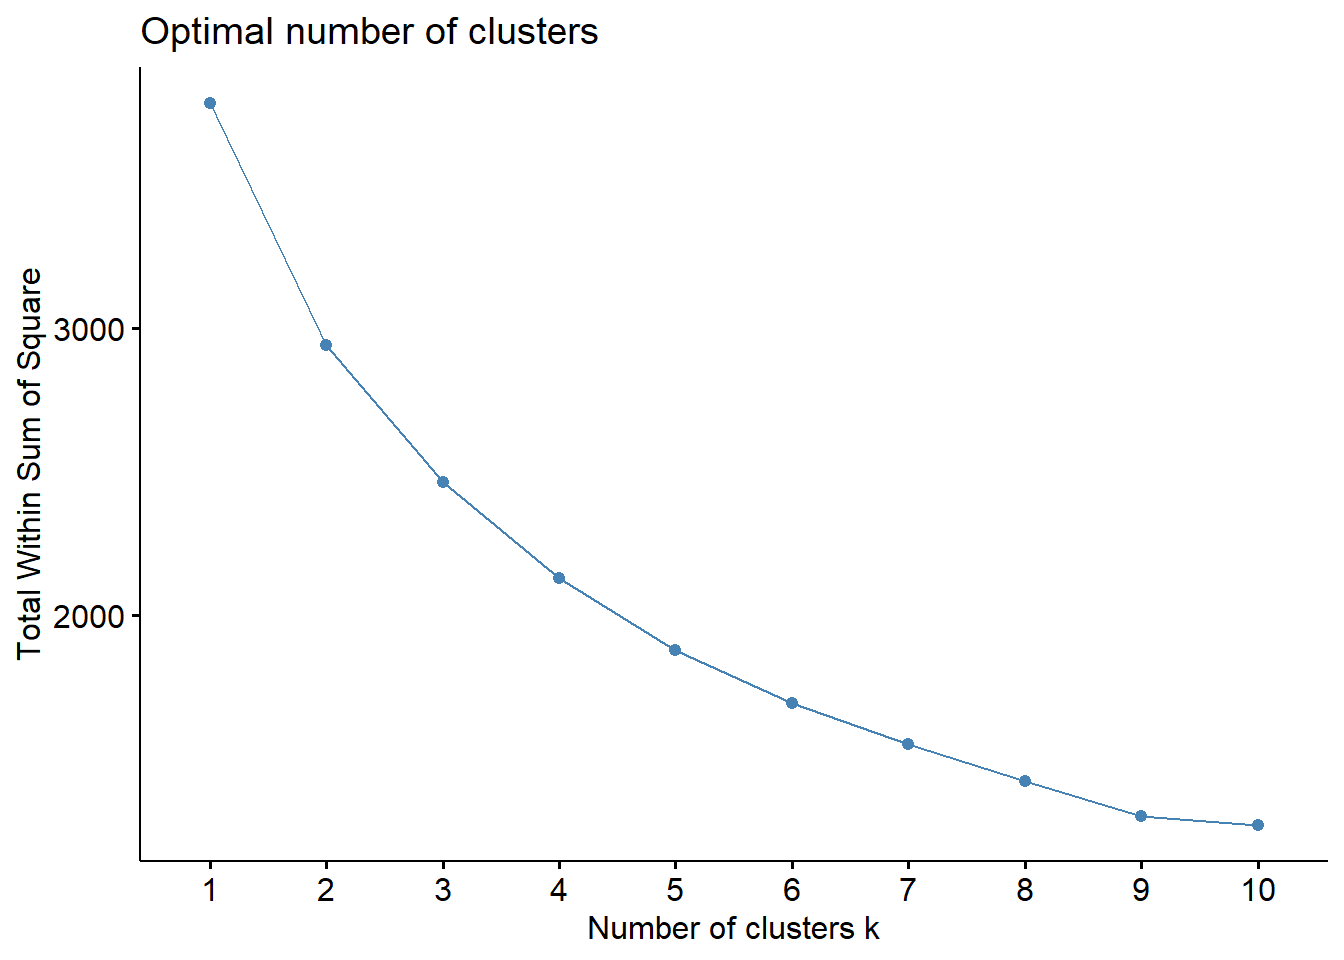 Optimal number of clusters
Total Within Sum of Square
3000
2000
1 2 3 4 5 6 7 8 9 10
Number of clusters k